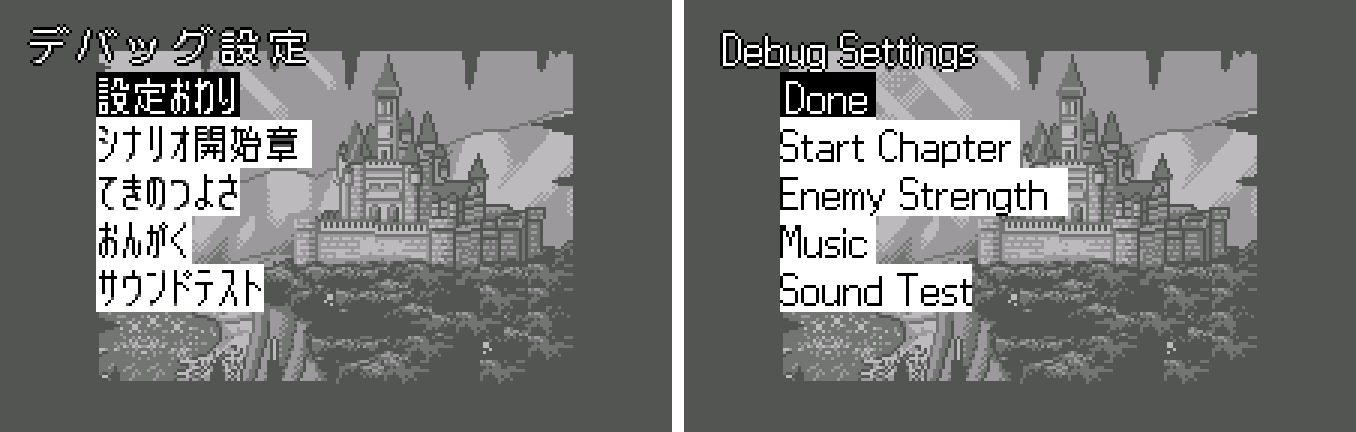 デバッグ設定
設定おわり
シナリオ開始章
てきのつよさ
おんがく
サウンドテスト
Debug Settings
Done
Start Chapter
Enemy Strength
Music
Sound Test